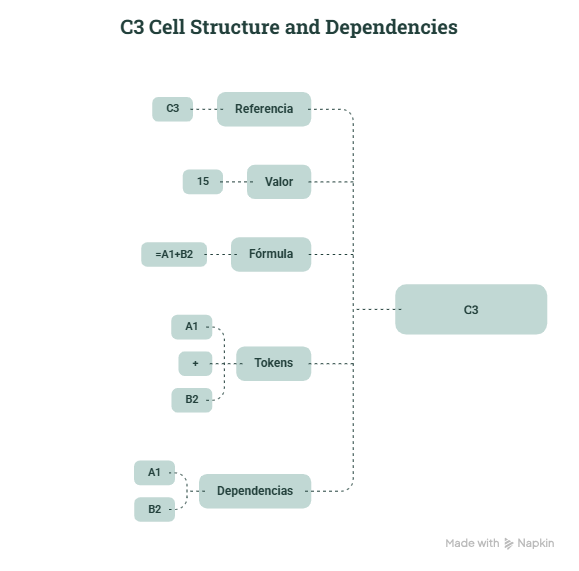 C3 Cell Structure and Dependencies
C3
Referencia
15
Valor
=A1+B2
Fórmula
C3
A1
+
Tokens
B2
A1
Dependencias
B2
Made with Napkin